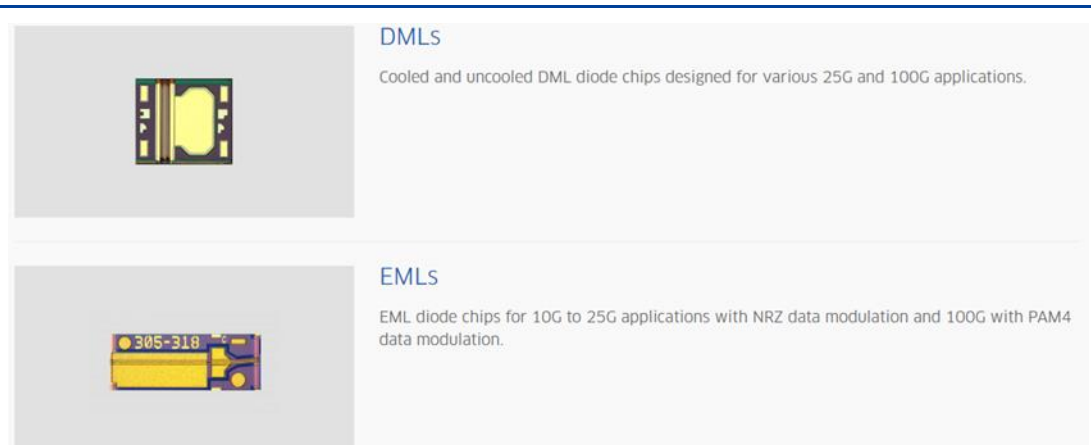 DMLs
Cooled and uncooled DML diode chips designed for various 25G and 100G applications.
305-318
EMLs
EML diode chips for 10G to 25G applications with NRZ data modulation and 100G with PAM4
data modulation.